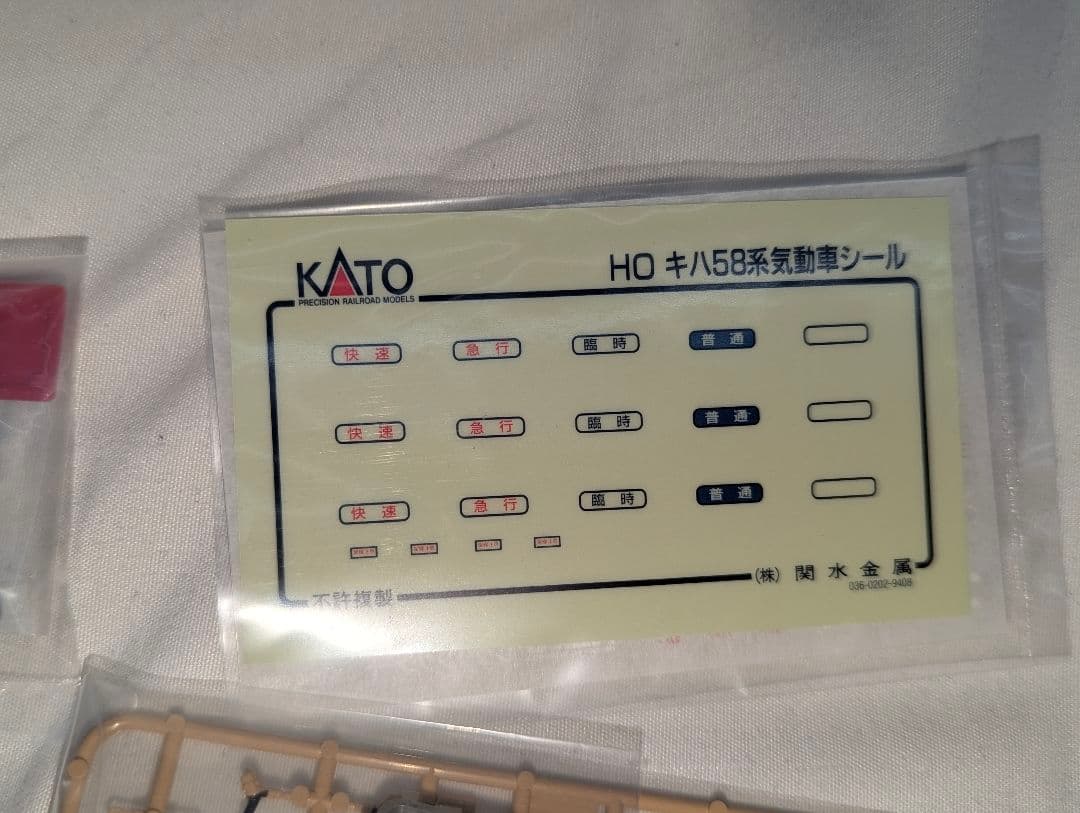 KATO
PRECISION RAILROAD MODELS
HO キハ58系気動車シール
快速 急行 臨時 普通
快速 急行 臨時 普通
快速 急行 臨時 普通
不許複製
(株) 関水金属
036-0202-9408